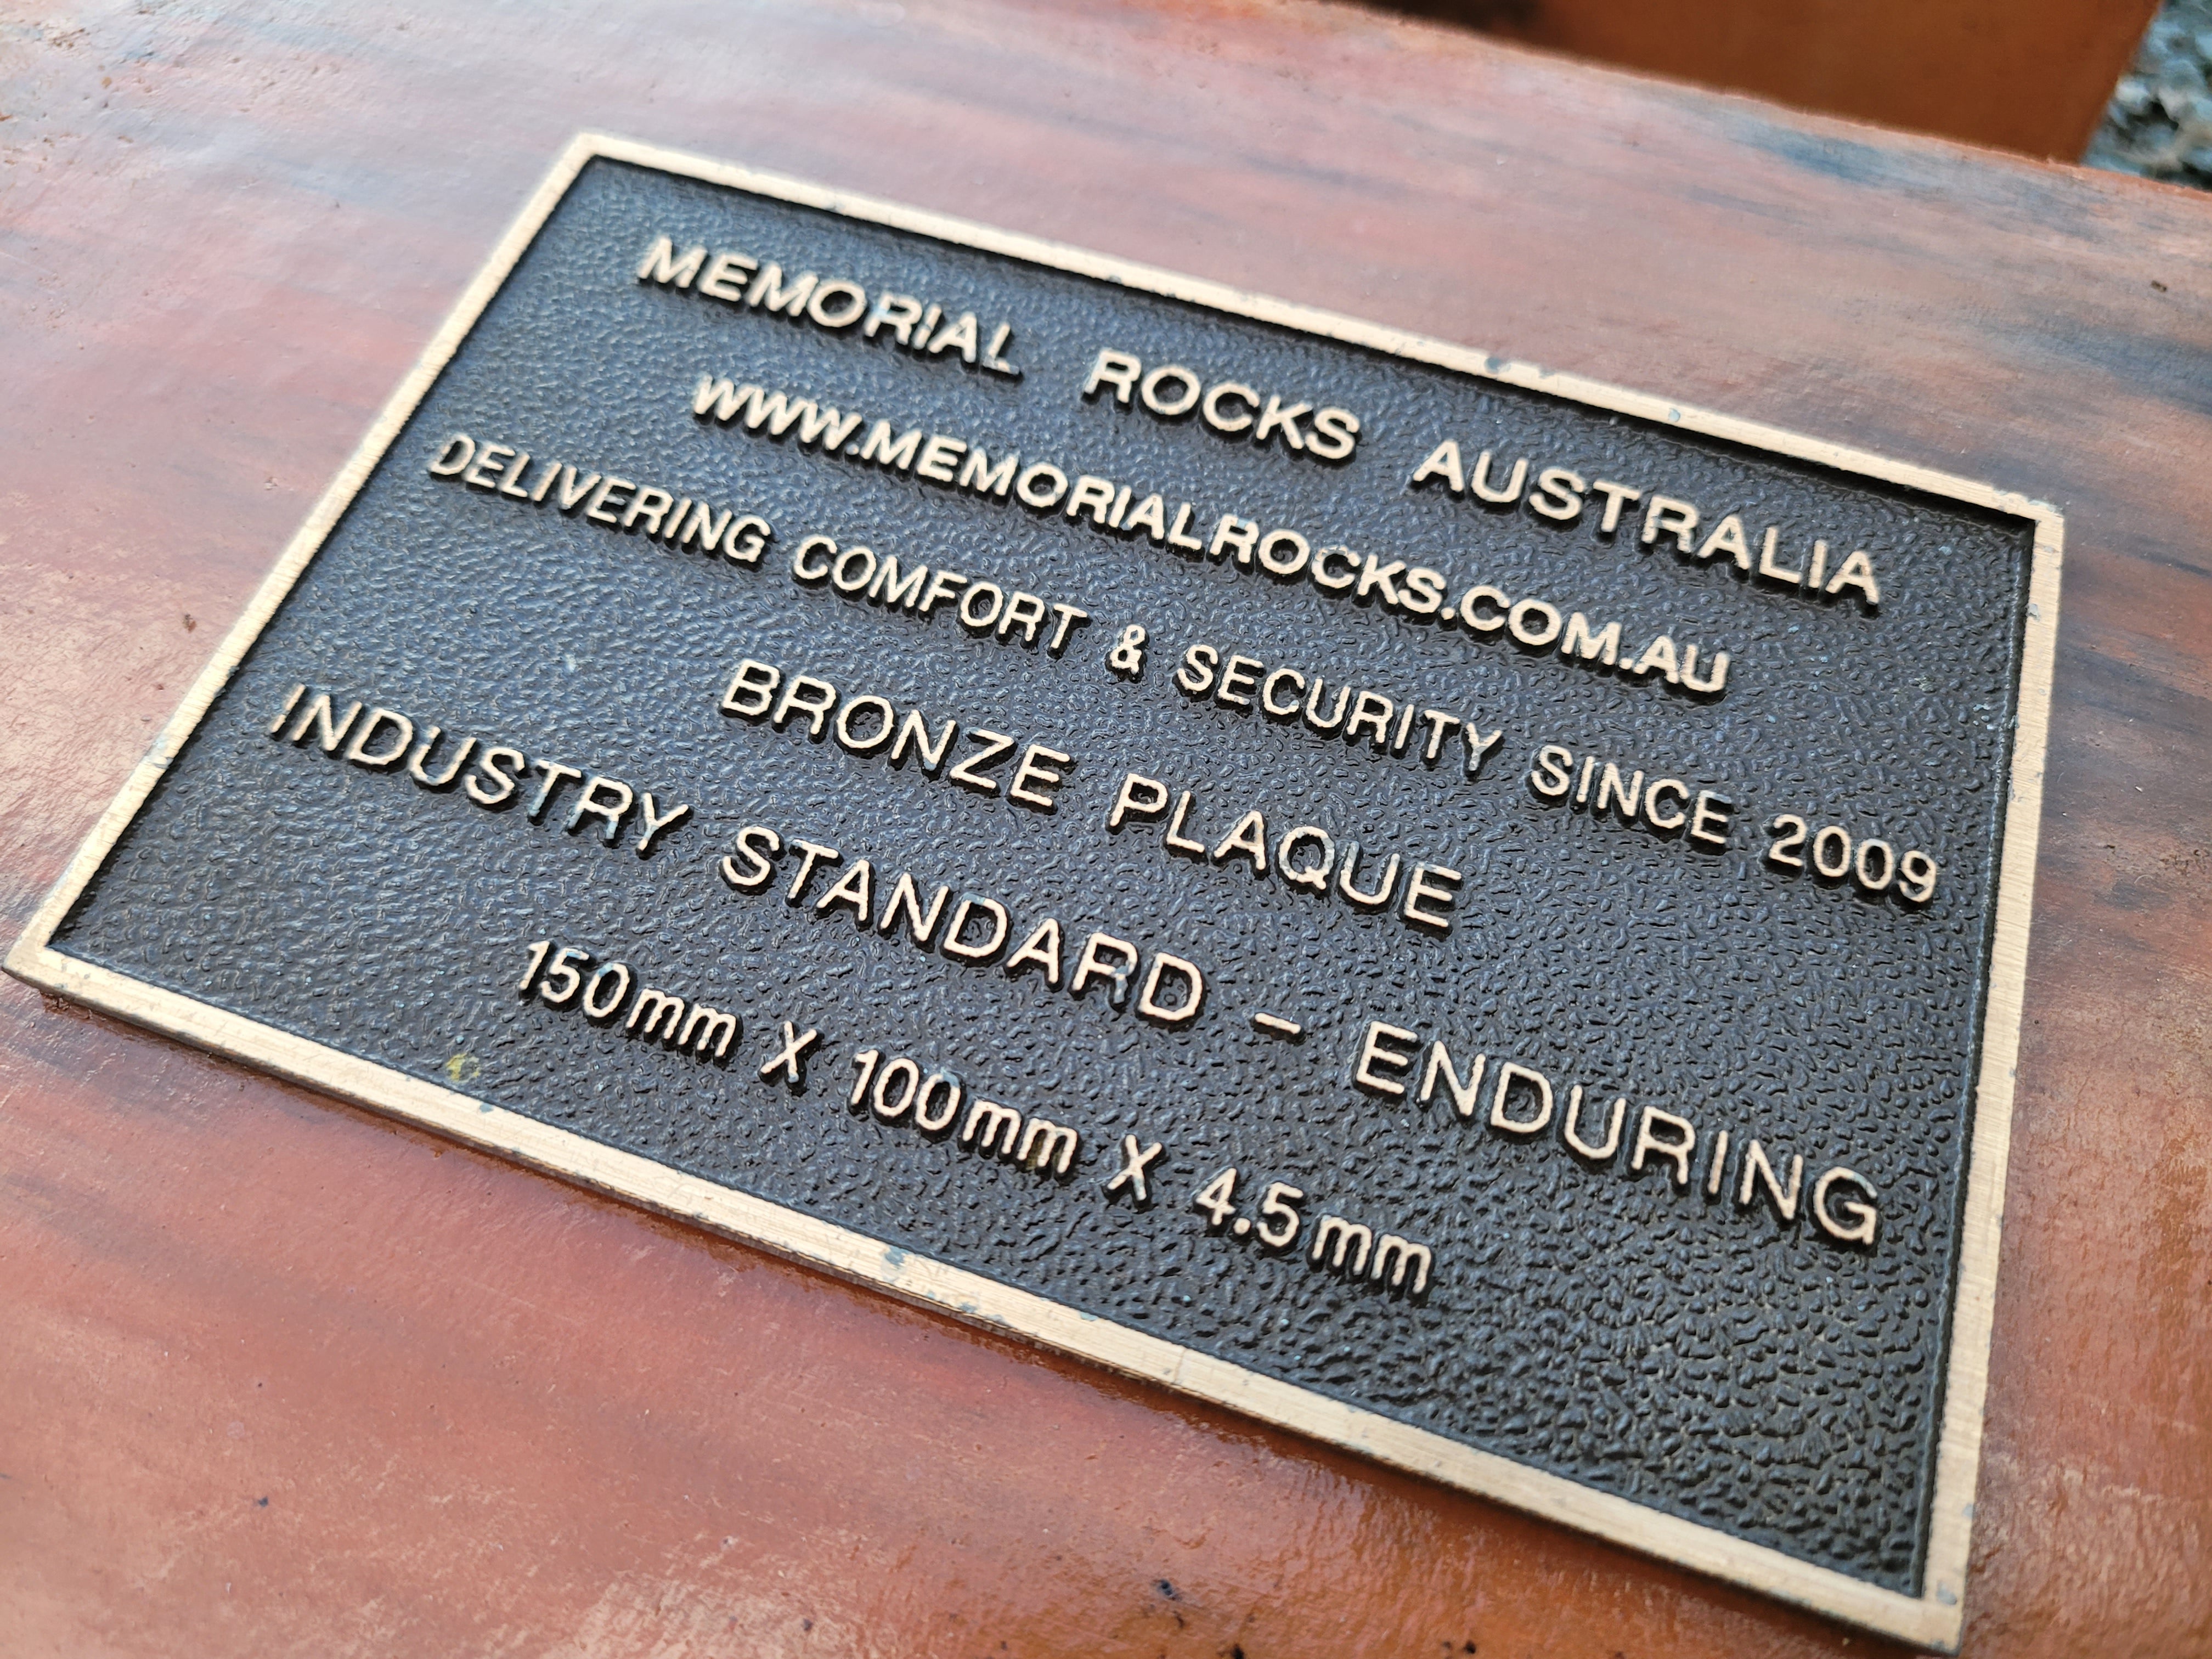 MEMORIAL ROCKS AUSTRALIA
WWW.MEMORIALROCKS.COM.AU
DELIVERING COMFORT & SECURITY SINCE 2009
BRONZE PLAQUE
INDUSTRY STANDARD - ENDURING
150mm X 100mm X 4.5mm